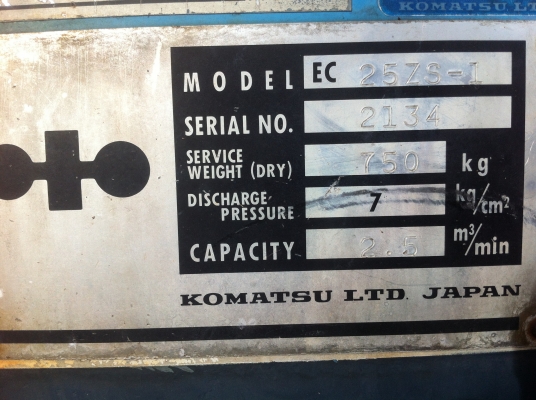 KOMATSU LTD
MODEL EC 25ZS-1
SERIAL NO. 2134
SERVICE WEIGHT (DRY) 750 kg
DISCHARGE PRESSURE 7 kg/cm²
CAPACITY 2.5 m³/min
KOMATSU LTD. JAPAN